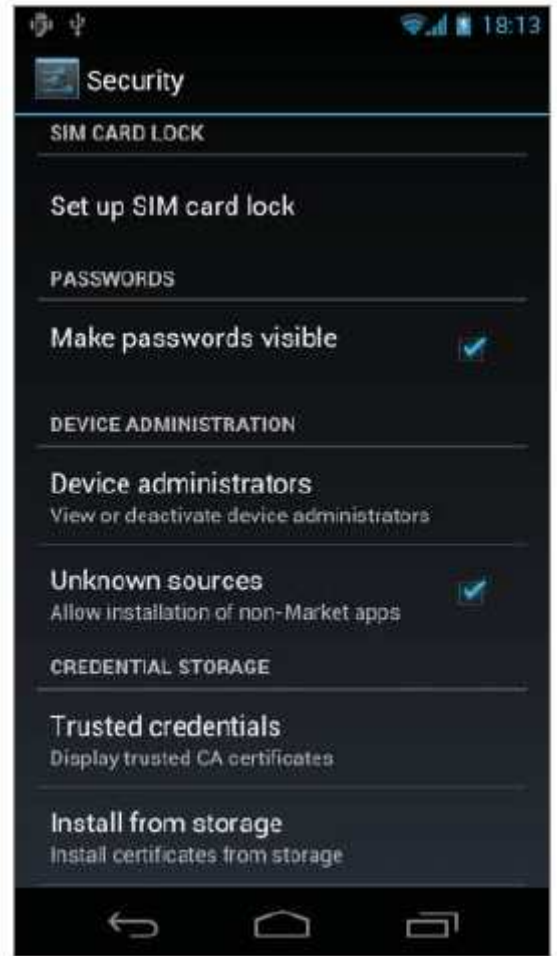 18:13
Security
SIM CARD LOCK
Set up SIM card lock
PASSWORDS
Make passwords visible
DEVICE ADMINISTRATION
Device administrators
View or deactivate device administrators
Unknown sources
Allow installation of non-Market apps
CREDENTIAL STORAGE
Trusted credentials
Display trusted CA certificates
Install from storage
Install certificates from storage